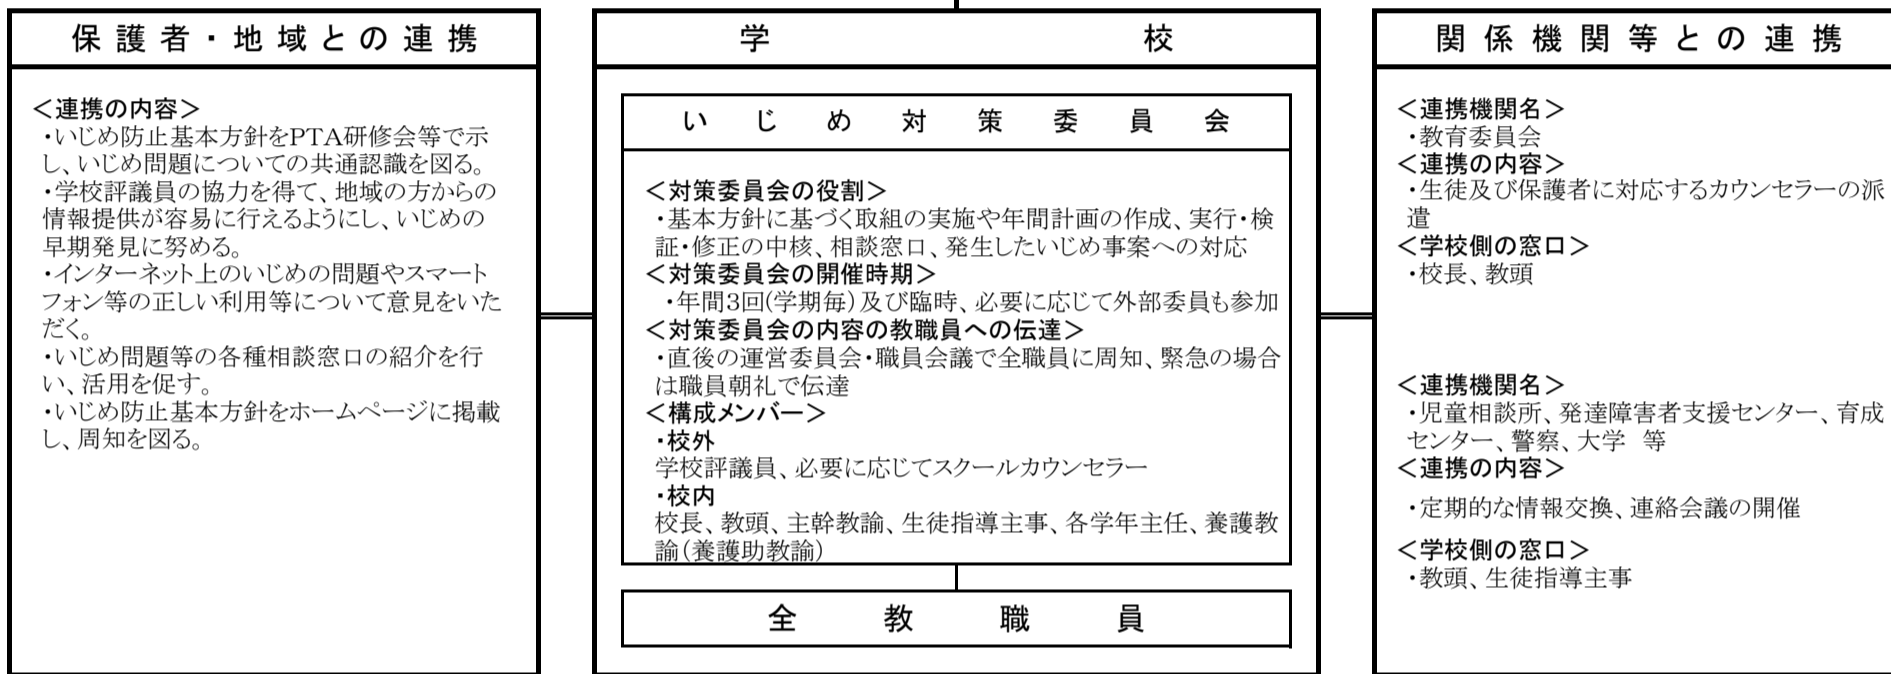 保護者・地域との連携
＜連携の内容＞
・いじめ防止基本方針をPTA研修会等で示
し、いじめ問題についての共通認識を図る。
・学校評議員の協力を得て、地域の方からの
情報提供が容易に行えるようにし、いじめの
早期発見に努める。
・インターネット上のいじめの問題やスマート
フォン等の正しい利用等について意見をいた
だく。
・いじめ問題等の各種相談窓口の紹介を行
い、活用を促す。
・いじめ防止基本方針をホームページに掲載
し、周知を図る。
学校
いじめ対策委員会
＜対策委員会の役割＞
・基本方針に基づく取組の実施や年間計画の作成、実行・検
証・修正の中核、相談窓口、発生したいじめ事案への対応
＜対策委員会の開催時期＞
・年間3回(学期毎)及び臨時、必要に応じて外部委員も参加
＜対策委員会の内容の教職員への伝達＞
・直後の運営委員会・職員会議で全職員に周知、緊急の場合
は職員朝礼で伝達
＜構成メンバー＞
・校外
学校評議員、必要に応じてスクールカウンセラー
・校内
校長、教頭、主幹教諭、生徒指導主事、各学年主任、養護教
諭(養護助教諭)
全教職員
関係機関等との連携
＜連携機関名＞
・教育委員会
＜連携の内容＞
・生徒及び保護者に対応するカウンセラーの派
遣
＜学校側の窓口＞
・校長、教頭
＜連携機関名＞
・児童相談所、発達障害者支援センター、育成
センター、警察、大学　等
＜連携の内容＞
・定期的な情報交換、連絡会議の開催
＜学校側の窓口＞
・教頭、生徒指導主事